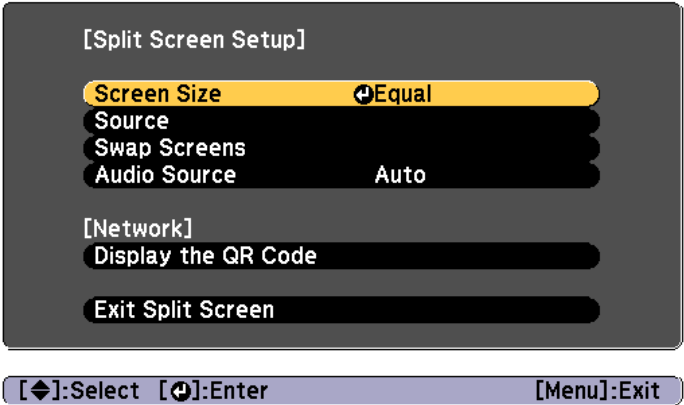 [Split Screen Setup]
Screen Size Equal
Source
Swap Screens
Audio Source Auto
[Network]
Display the QR Code
Exit Split Screen
[◆]:Select [↵]:Enter [Menu]:Exit